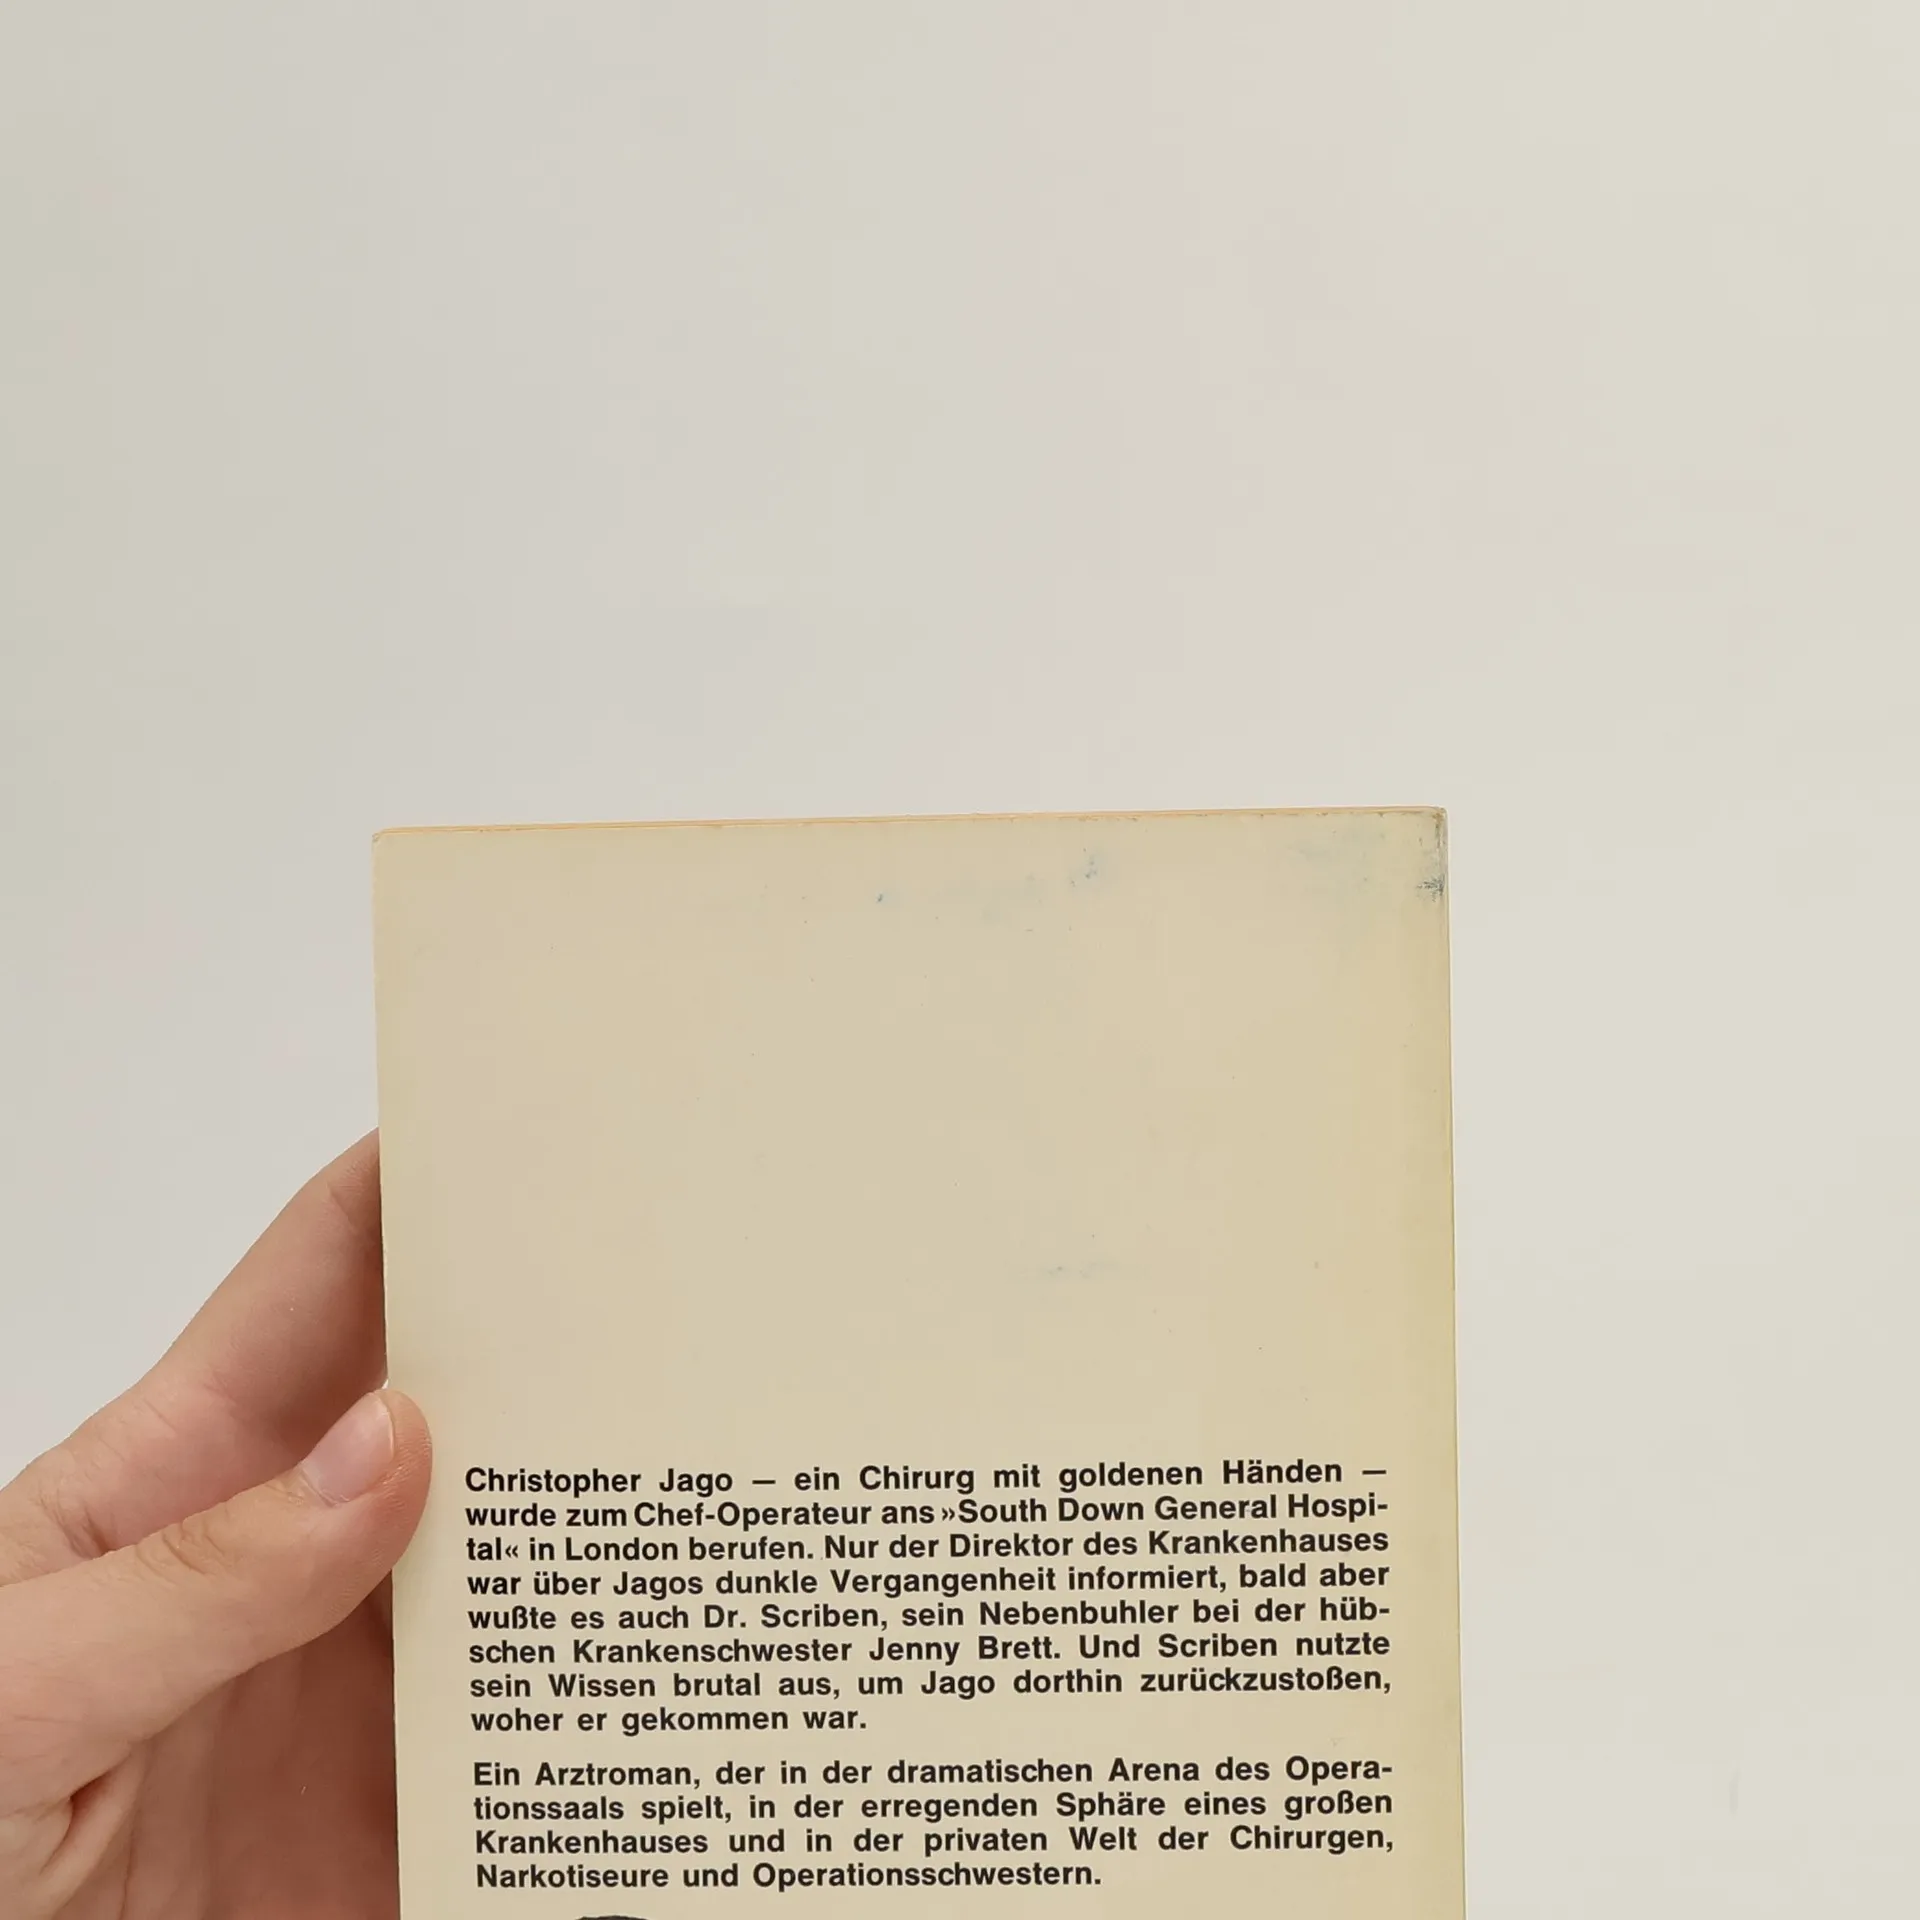 Christopher Jago — ein Chirurg mit goldenen Händen —
wurde zum Chef-Operateur ans »South Down General Hospi-
tal« in London berufen. Nur der Direktor des Krankenhauses
war über Jagos dunkle Vergangenheit informiert, bald aber
wußte es auch Dr. Scriben, sein Nebenbuhler bei der hüb-
schen Krankenschwester Jenny Brett. Und Scriben nutzte
sein Wissen brutal aus, um Jago dorthin zurückzustoßen,
woher er gekommen war.
Ein Arztroman, der in der dramatischen Arena des Opera-
tionssaals spielt, in der erregenden Sphäre eines großen
Krankenhauses und in der privaten Welt der Chirurgen,
Narkotiseure und Operationsschwestern.